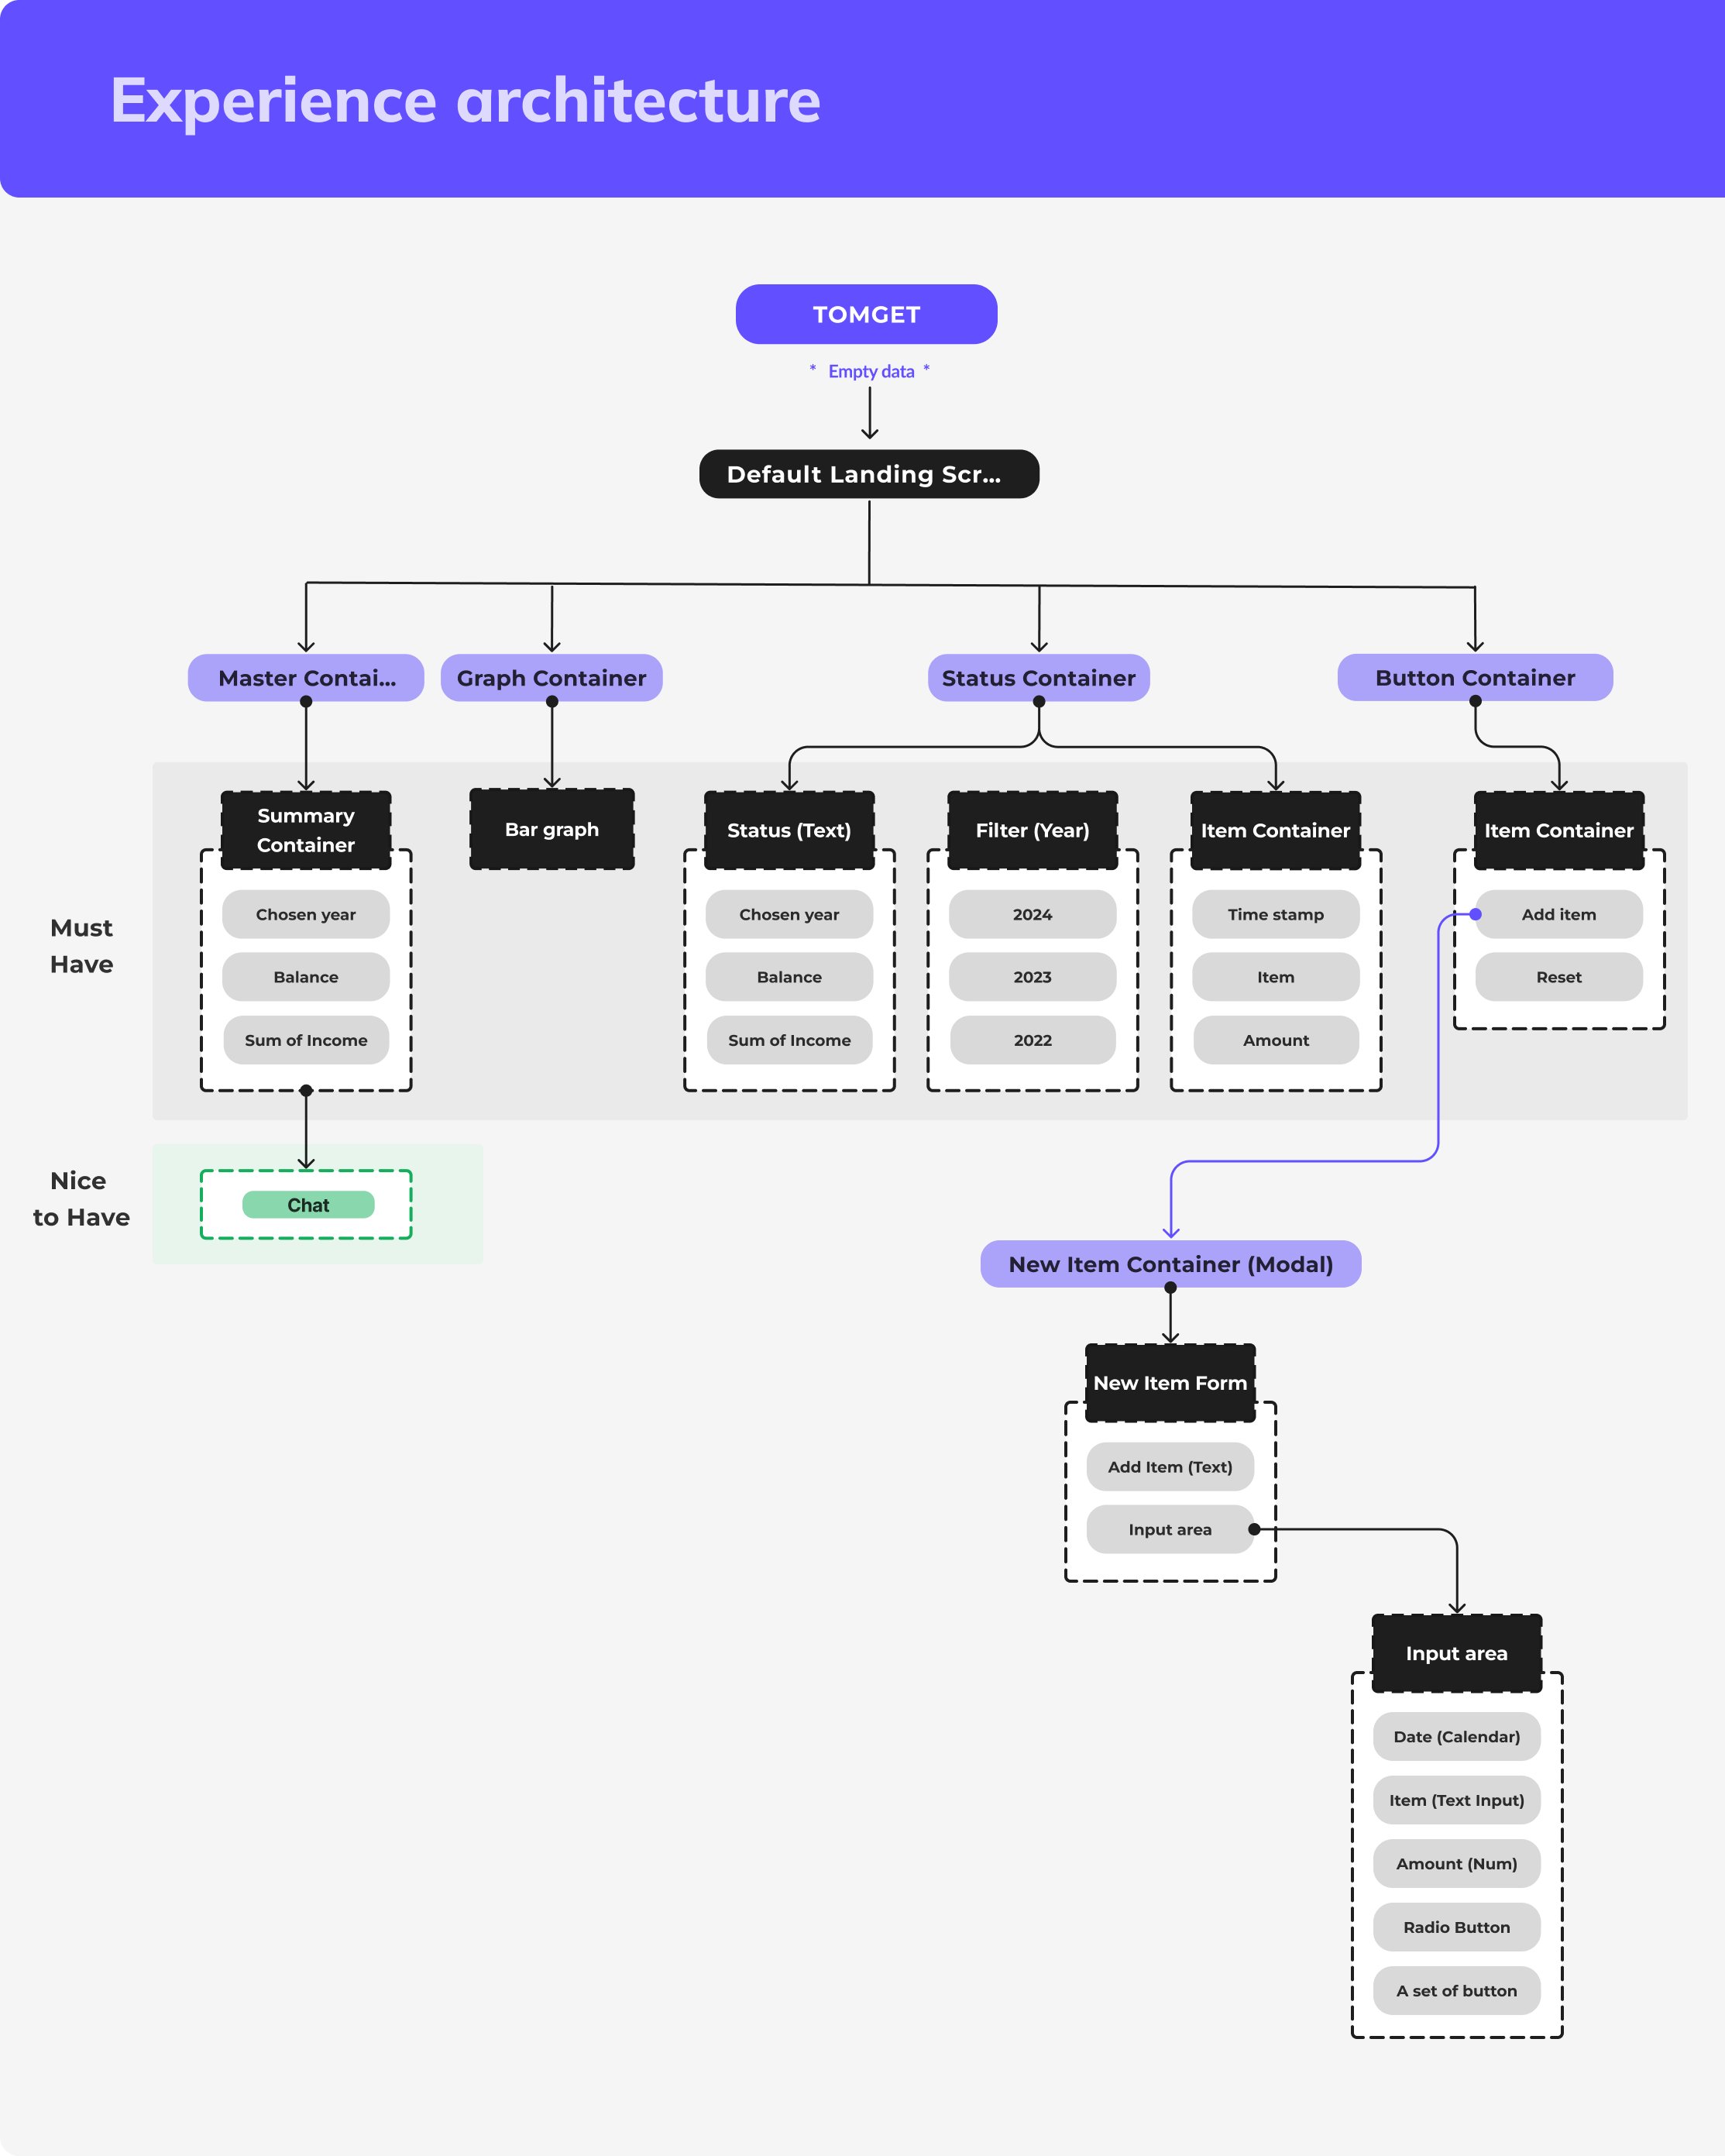 Experience architecture
TOMGET
* Empty data *
Default Landing Scr...
Master Contai...
Graph Container
Status Container
Button Container
Summary
Container
Bar graph
Status (Text)
Filter (Year)
Item Container
Item Container
Must
Have
Chosen year
Balance
Sum of Income
Chosen year
Balance
Sum of Income
2024
2023
2022
Time stamp
Item
Amount
Add item
Reset
Nice
to Have
Chat
New Item Container (Modal)
New Item Form
Add Item (Text)
Input area
Input area
Date (Calendar)
Item (Text Input)
Amount (Num)
Radio Button
A set of button